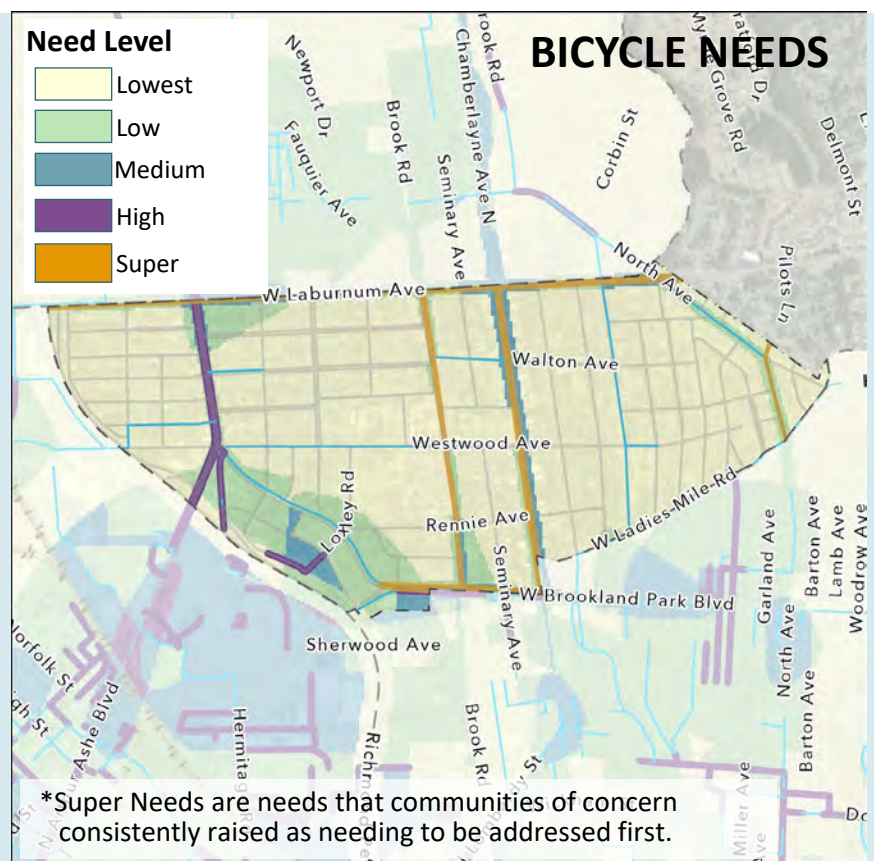 BICYCLE NEEDS
Need Level
Lowest
Low
Medium
High
Super
Newport Dr
Fauquier Ave
Brook Rd
Seminary Ave
Chamberlayne Ave N
Brook Rd
Corbin St
Myrtle Grove Rd
Delmont St
Pilots Ln
North Ave
W Laburnum Ave
Walton Ave
Westwood Ave
Loxley Rd
Rennie Ave
W Ladies Mile Rd
Seminary Ave
W Brookland Park Blvd
Garland Ave
Barton Ave
Lamb Ave
Woodrow Ave
Sherwood Ave
North Ave
Barton Ave
Norfolk St
Brook Rd
Miller Ave
*Super Needs are needs that communities of concern
consistently raised as needing to be addressed first.